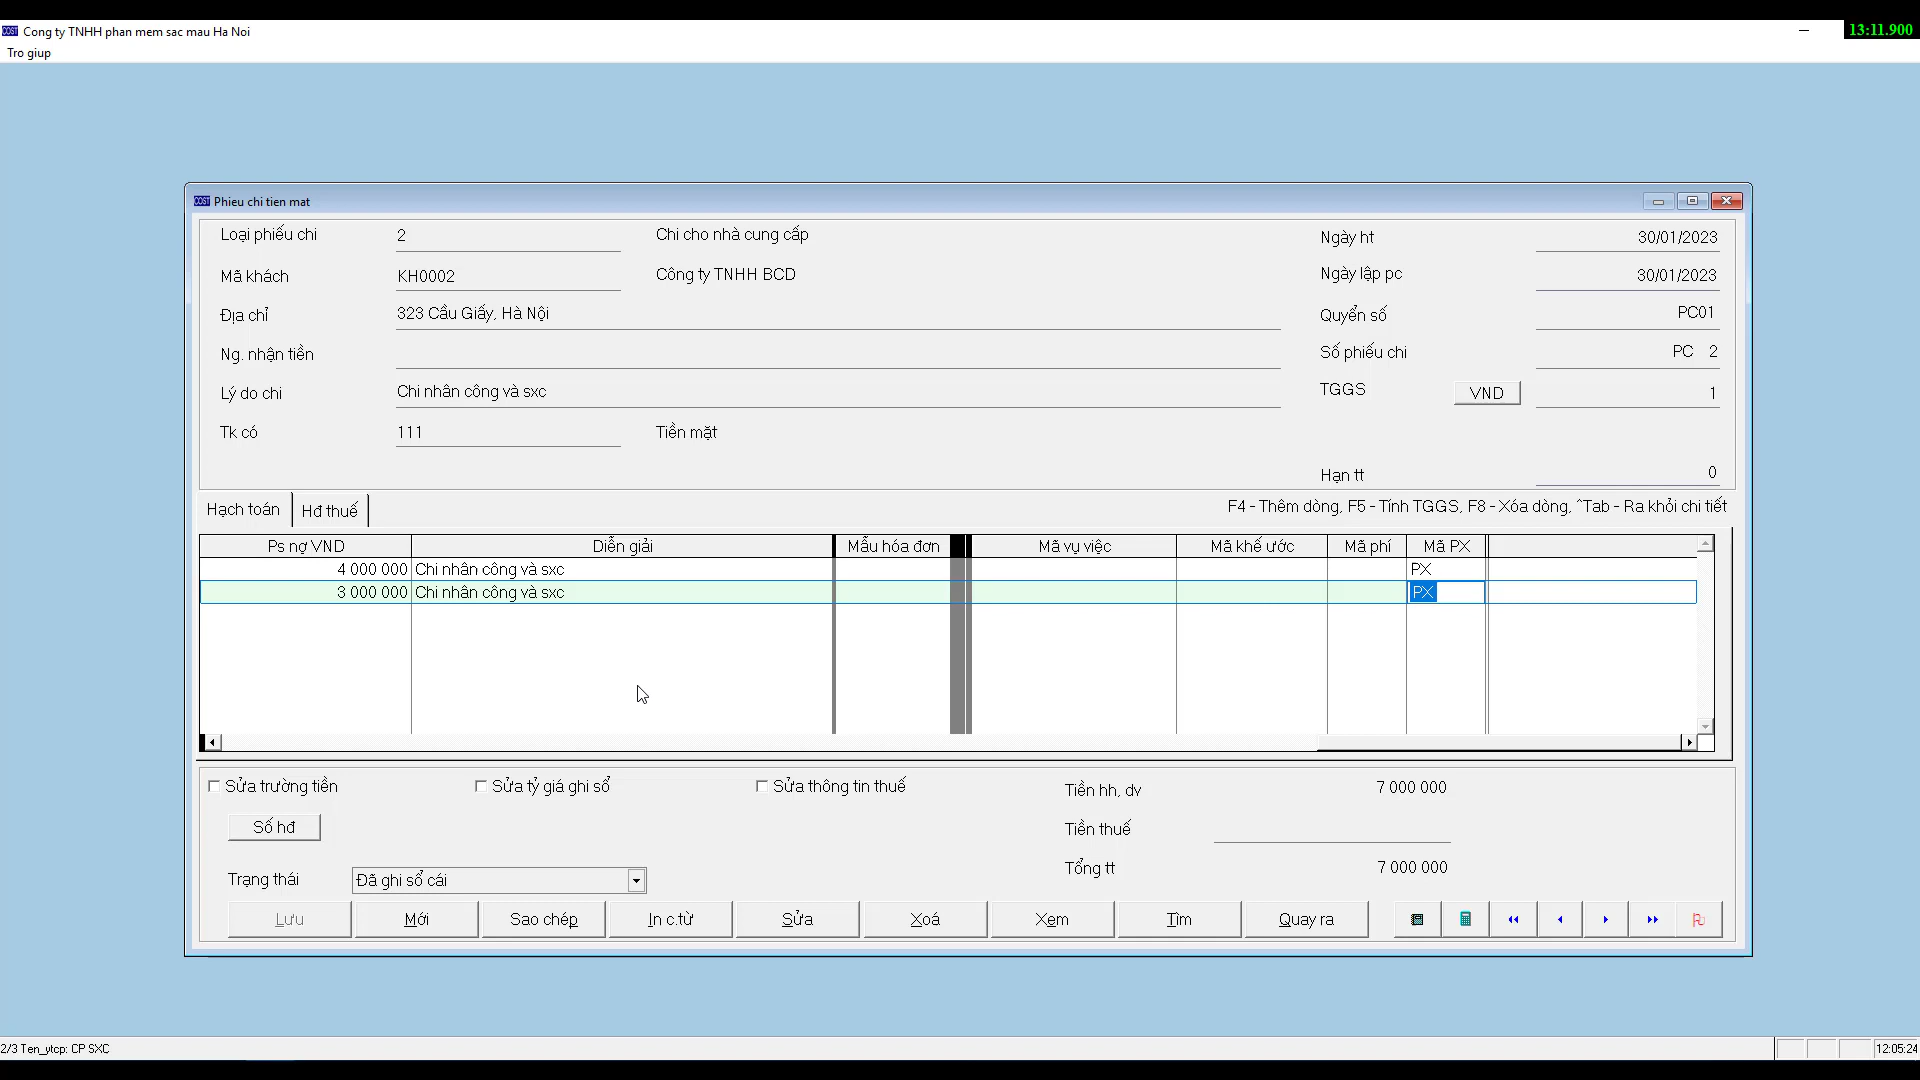 COST Cong ty TNHH phan mem sac mau Ha Noi
13:11.900
Tro giup
COST Phieu chi tien mat
Loại phiếu chi 2 Chi cho nhà cung cấp Ngày ht 30/01/2023
Mã khách KH0002 Công ty TNHH BCD Ngày lập pc 30/01/2023
Địa chỉ 323 Cầu Giấy, Hà Nội Quyển số PC01
Ng. nhận tiền Số phiếu chi PC 2
Lý do chi Chi nhân công và sxc TGGS VND 1
Tk có 111 Tiền mặt
Hạn tt 0
Hạch toán Hđ thuế F4 - Thêm dòng, F5 - Tính TGGS, F8 - Xóa dòng, ^Tab - Ra khỏi chi tiết
Ps nợ VND Diễn giải Mẫu hóa đơn Mã vụ việc Mã khế ước Mã phí Mã PX
4 000 000 Chi nhân công và sxc PX
3 000 000 Chi nhân công và sxc PX
Sửa trường tiền Sửa tỷ giá ghi sổ Sửa thông tin thuế Tiền hh, dv 7 000 000
Số hđ Tiền thuế
Trạng thái Đã ghi sổ cái Tổng tt 7 000 000
Lưu Mới Sao chép In c.từ Sửa Xoá Xem Tìm Quay ra
2/3 Ten_ytcp: CP SXC 12:05:24